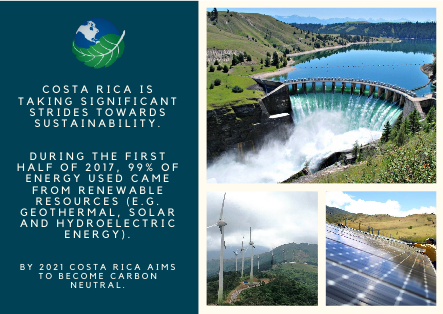 COSTA RICA IS
TAKING SIGNIFICANT
STRIDES TOWARDS
SUSTAINABILITY.
DURING THE FIRST
HALF OF 2017, 99% OF
ENERGY USED CAME
FROM RENEWABLE
RESOURCES (E.G.
GEOTHERMAL, SOLAR
AND HYDROELECTRIC
ENERGY).
BY 2021 COSTA RICA AIMS
TO BECOME CARBON
NEUTRAL.